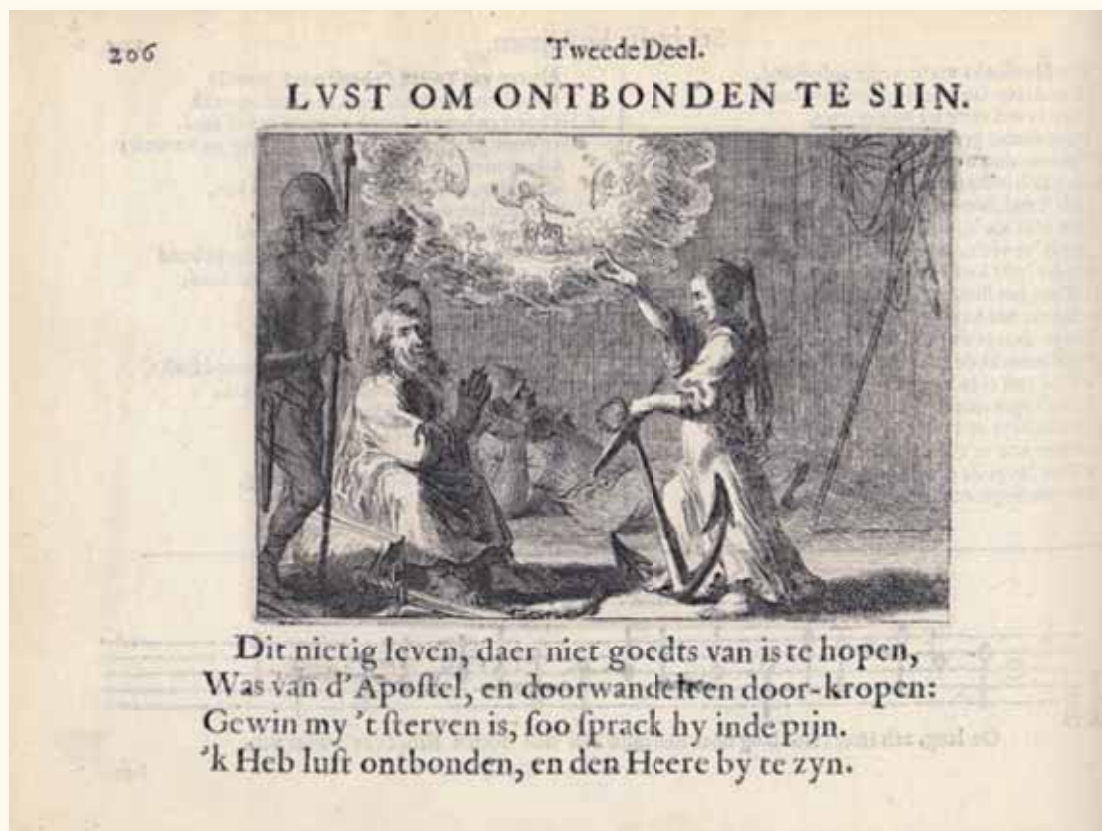 206
Tweede Deel.
LVST OM ONTBONDEN TE SIIN.
Dit nietig leven, daer niet goedts van is te hopen,
Was van d'Apoſtel, en doorwandelt en door-kropen:
Gewin my 't ſterven is, ſoo ſprack hy inde pijn.
'k Heb luſt ontbonden, en den Heere by te zyn.